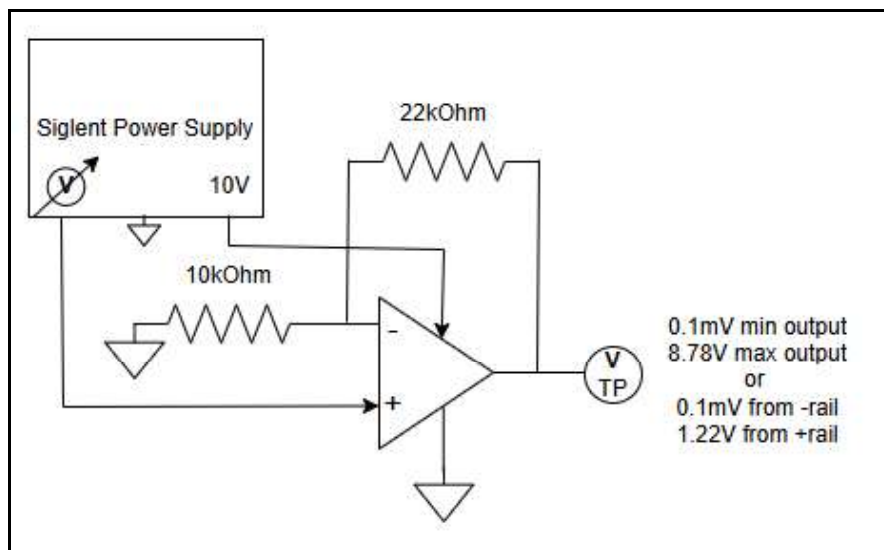 22kOhm
Siglent Power Supply
V
10V
10kOhm
-
+
V
TP
0.1mV min output
8.78V max output
or
0.1mV from -rail
1.22V from +rail